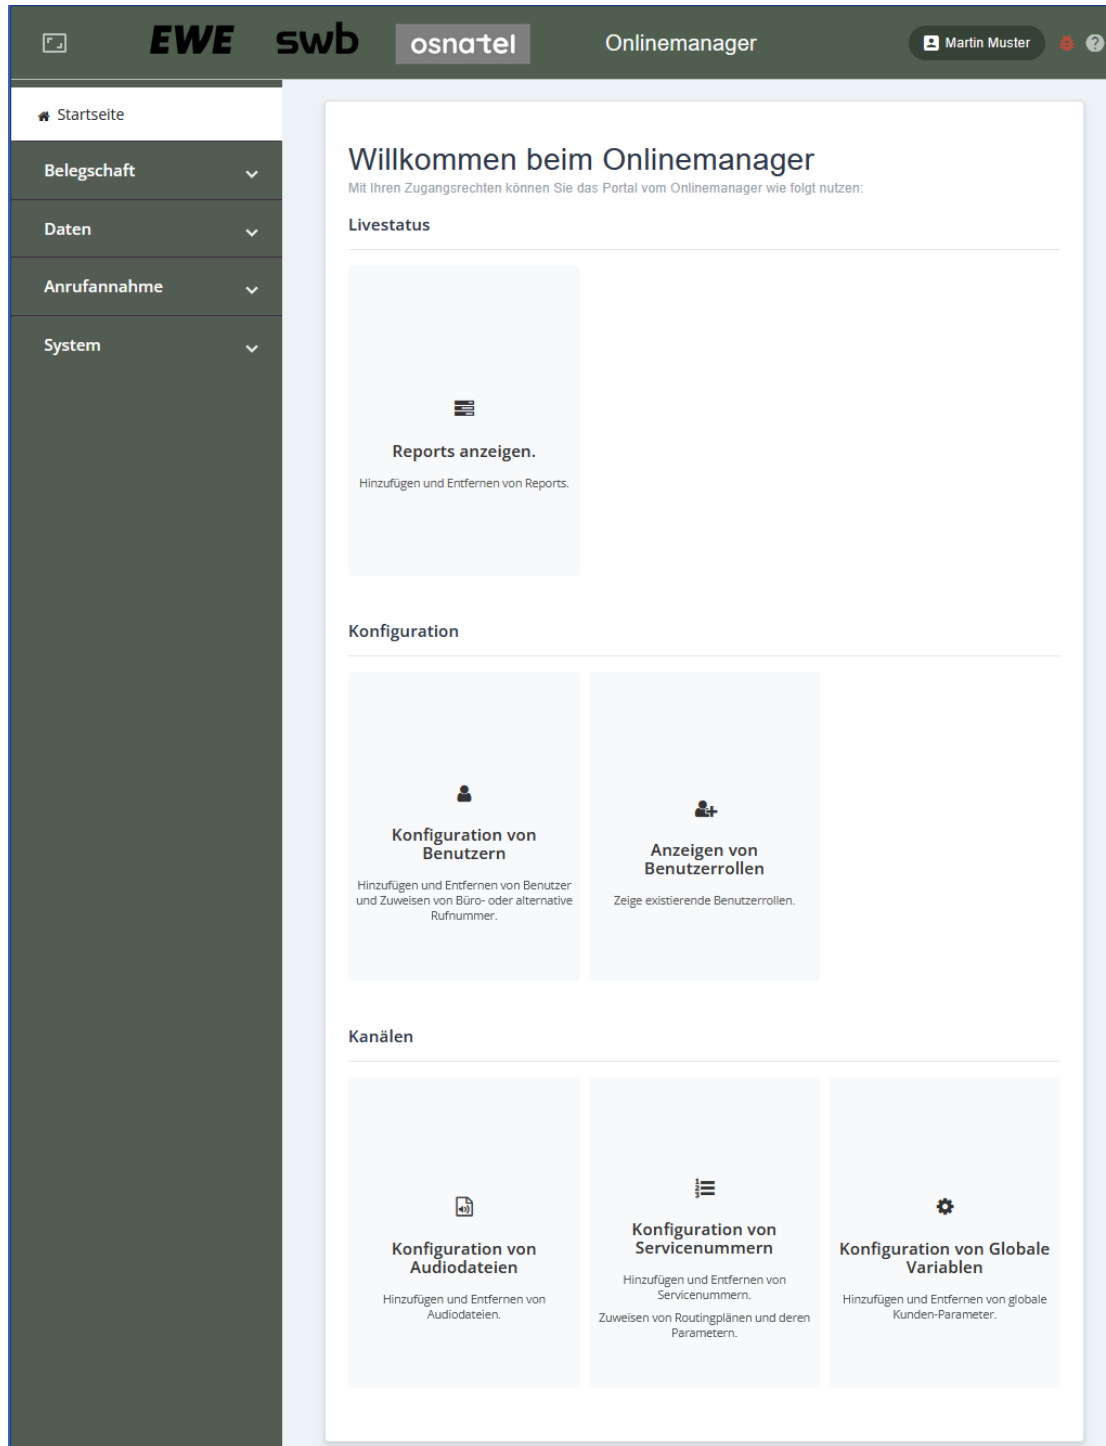 EWE swb osnatel Onlinemanager Martin Muster
Startseite
Belegschaft
Daten
Anrufannahme
System
Willkommen beim Onlinemanager
Mit Ihren Zugangsrechten können Sie das Portal vom Onlinemanager wie folgt nutzen:
Livestatus
Reports anzeigen.
Hinzufügen und Entfernen von Reports.
Konfiguration
Konfiguration von
Benutzern
Hinzufügen und Entfernen von Benutzer
und Zuweisen von Büro- oder alternative
Rufnummer.
Anzeigen von
Benutzerrollen
Zeige existierende Benutzerrollen.
Kanälen
Konfiguration von
Audiodateien
Hinzufügen und Entfernen von
Audiodateien.
Konfiguration von
Servicenummern
Hinzufügen und Entfernen von
Servicenummern.
Zuweisen von Routingplänen und deren
Parametern.
Konfiguration von Globale
Variablen
Hinzufügen und Entfernen von globale
Kunden-Parameter.